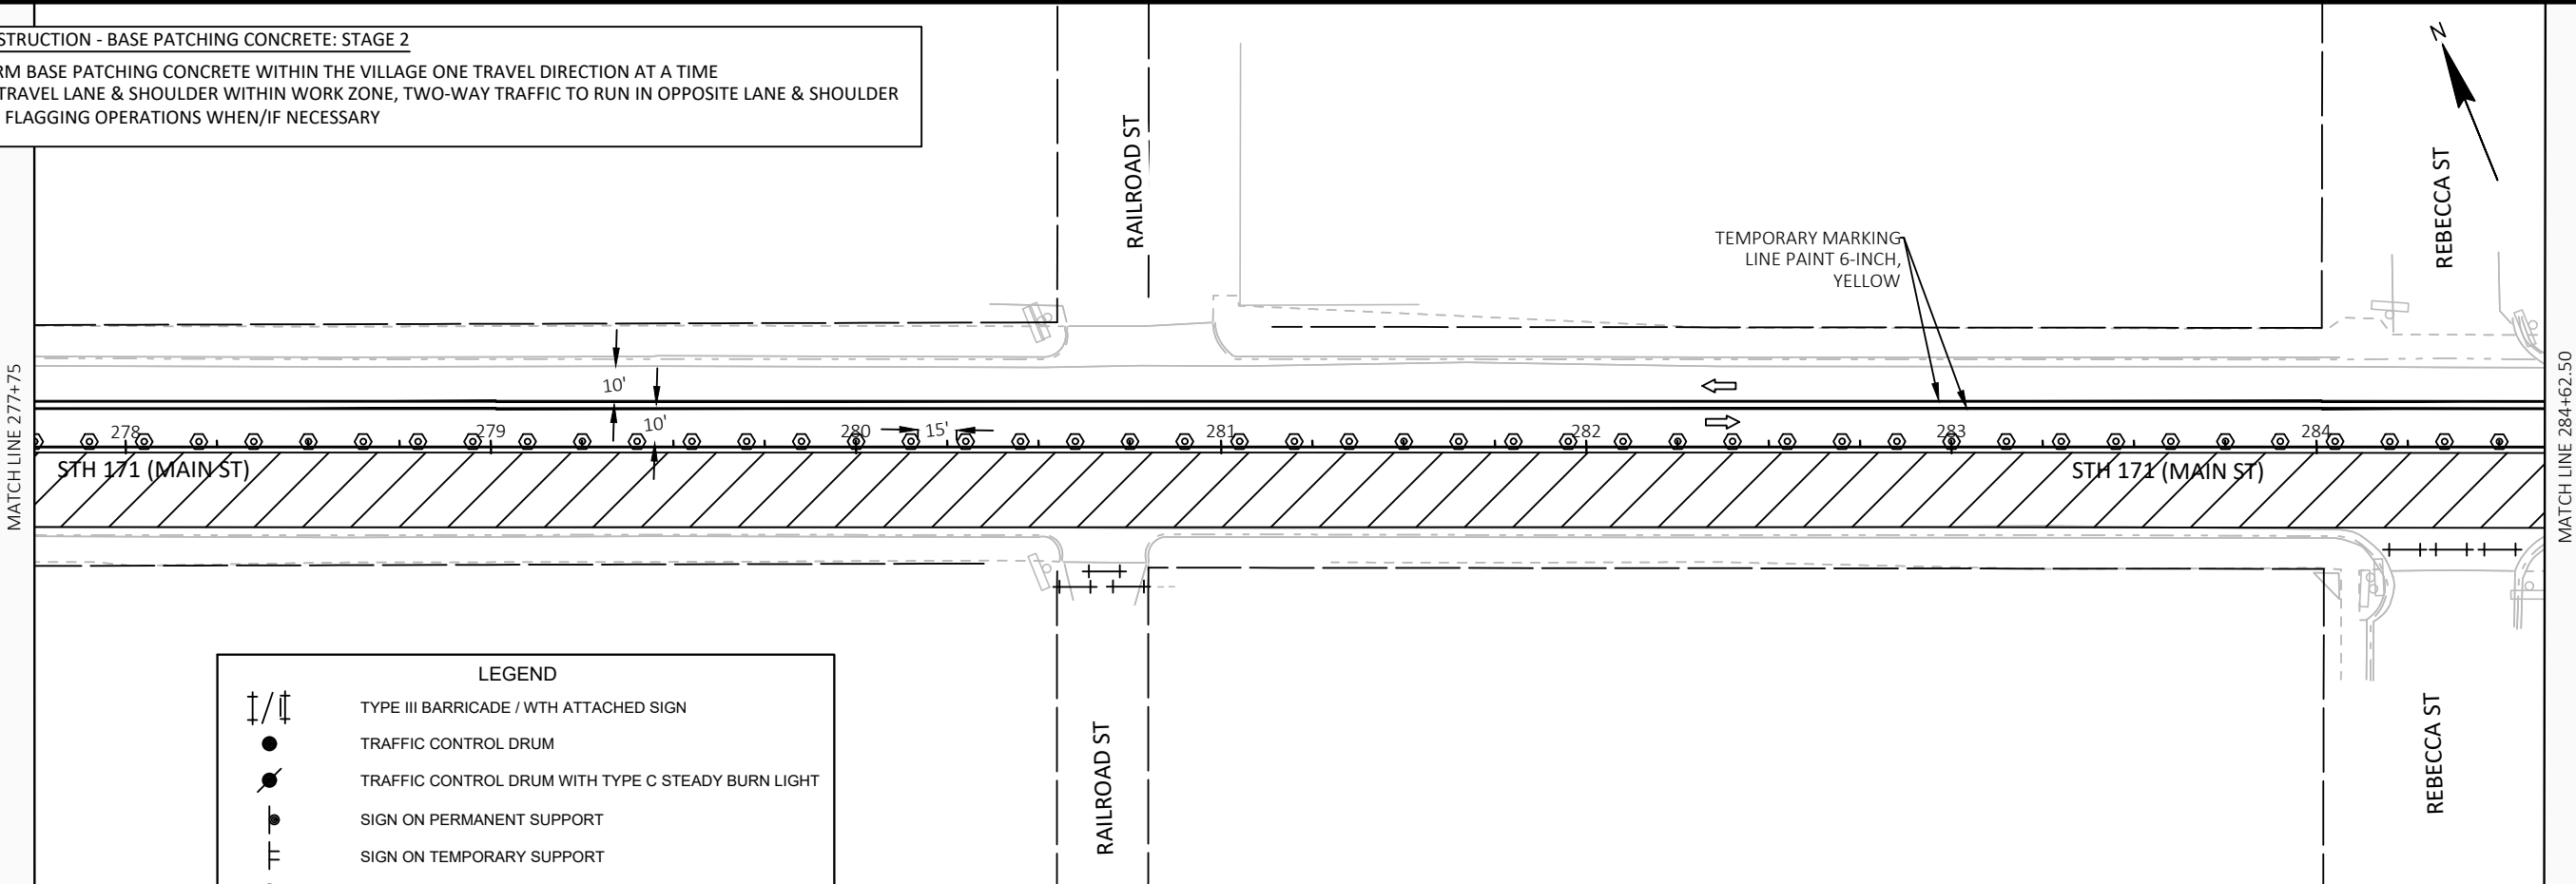 STRUCTION - BASE PATCHING CONCRETE: STAGE 2
RM BASE PATCHING CONCRETE WITHIN THE VILLAGE ONE TRAVEL DIRECTION AT A TIME
TRAVEL LANE & SHOULDER WITHIN WORK ZONE, TWO-WAY TRAFFIC TO RUN IN OPPOSITE LANE & SHOULDER
FLAGGING OPERATIONS WHEN/IF NECESSARY
N
RAILROAD ST
REBECCA ST
TEMPORARY MARKING
LINE PAINT 6-INCH,
YELLOW
MATCH LINE 277+75
MATCH LINE 284+62.50
10'
10'
15'
278
279
280
281
282
283
284
STH 171 (MAIN ST)
STH 171 (MAIN ST)
RAILROAD ST
REBECCA ST
LEGEND
TYPE III BARRICADE / WTH ATTACHED SIGN
TRAFFIC CONTROL DRUM
TRAFFIC CONTROL DRUM WITH TYPE C STEADY BURN LIGHT
SIGN ON PERMANENT SUPPORT
SIGN ON TEMPORARY SUPPORT